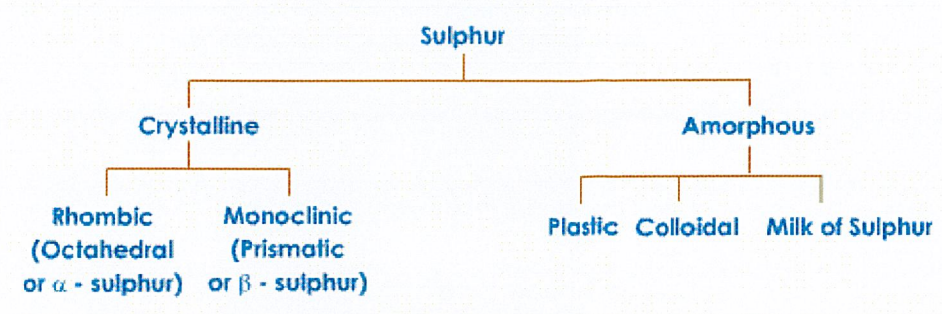 Sulphur
Crystalline
Amorphous
Rhombic
(Octahedral
or α - sulphur)
Monoclinic
(Prismatic
or β - sulphur)
Plastic
Colloidal
Milk of Sulphur